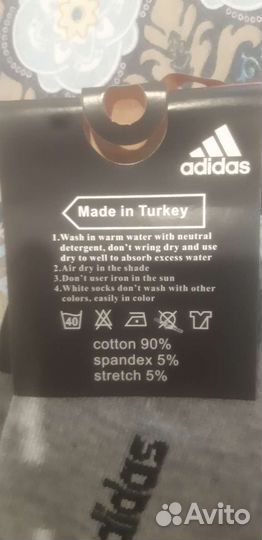 adidas
Made in Turkey
1.Wash in warm water with neutral
detergent, don't wring dry and use
dry to well to absorb excess water
2.Air dry in the shade
3.Don't user iron in the sun
4.White socks don't wash with other
colors, easily in color
40
cotton 90%
spandex 5%
stretch 5%
adidas
Avito